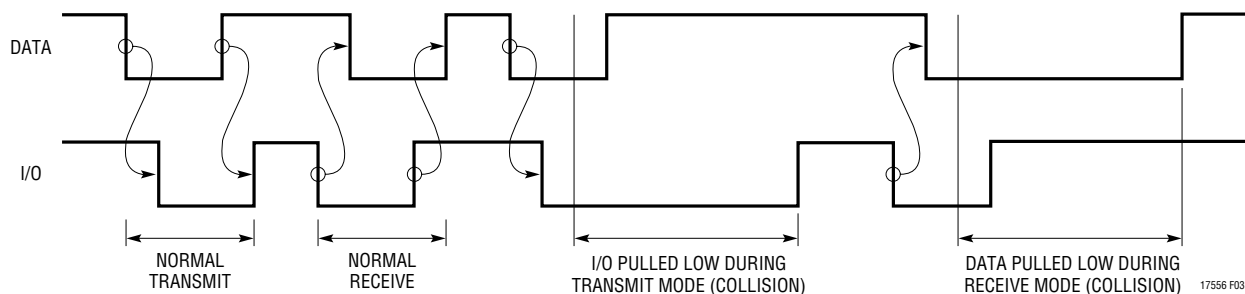 DATA
I/O
NORMAL
TRANSMIT
NORMAL
RECEIVE
I/O PULLED LOW DURING
TRANSMIT MODE (COLLISION)
DATA PULLED LOW DURING
RECEIVE MODE (COLLISION)
17556 F03